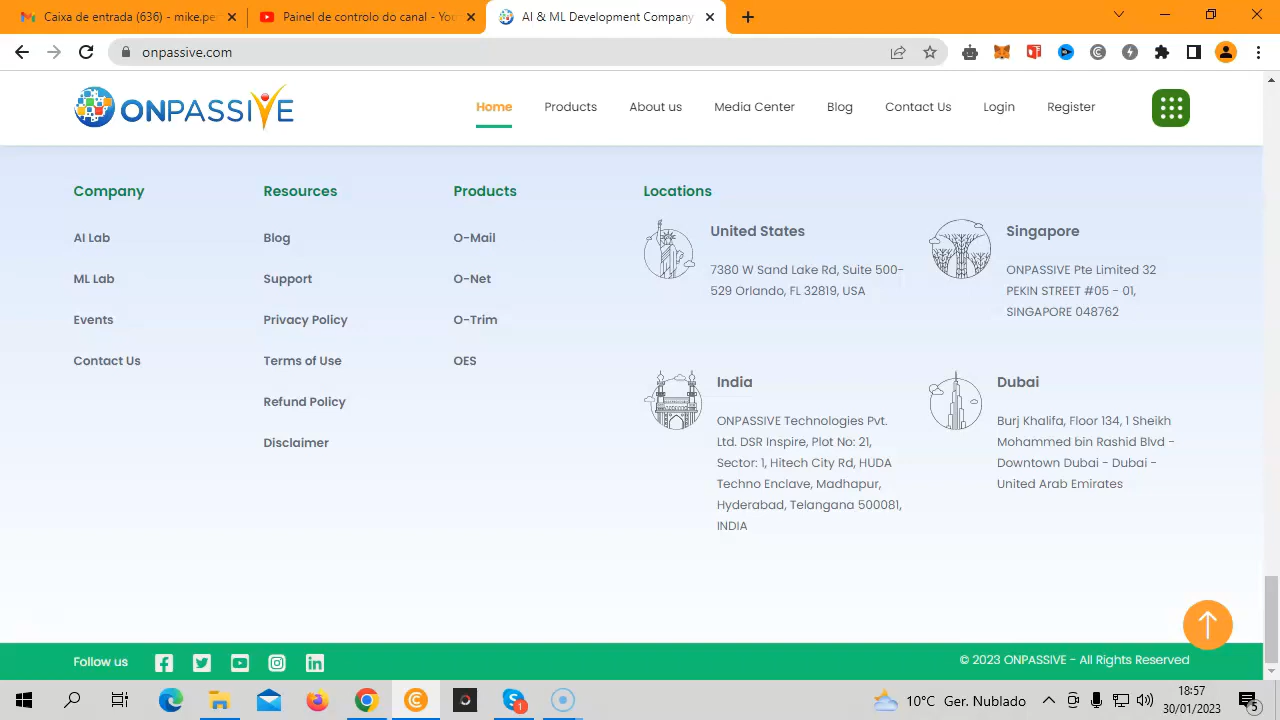 Caixa de entrada (636) - mike.pe
Painel de controlo do canal - You
AI & ML Development Company
onpassive.com
ONPASSIVE
Home
Products
About us
Media Center
Blog
Contact Us
Login
Register
Company
AI Lab
ML Lab
Events
Contact Us
Resources
Blog
Support
Privacy Policy
Terms of Use
Refund Policy
Disclaimer
Products
O-Mail
O-Net
O-Trim
OES
Locations
United States
7380 W Sand Lake Rd, Suite 500-
529 Orlando, FL 32819, USA
Singapore
ONPASSIVE Pte Limited 32
PEKIN STREET #05 - 01,
SINGAPORE 048762
India
ONPASSIVE Technologies Pvt.
Ltd. DSR Inspire, Plot No: 21,
Sector: 1, Hitech City Rd, HUDA
Techno Enclave, Madhapur,
Hyderabad, Telangana 500081,
INDIA
Dubai
Burj Khalifa, Floor 134, 1 Sheikh
Mohammed bin Rashid Blvd -
Downtown Dubai - Dubai -
United Arab Emirates
Follow us
© 2023 ONPASSIVE - All Rights Reserved
1
10°C Ger. Nublado
18:57
30/01/2023
5